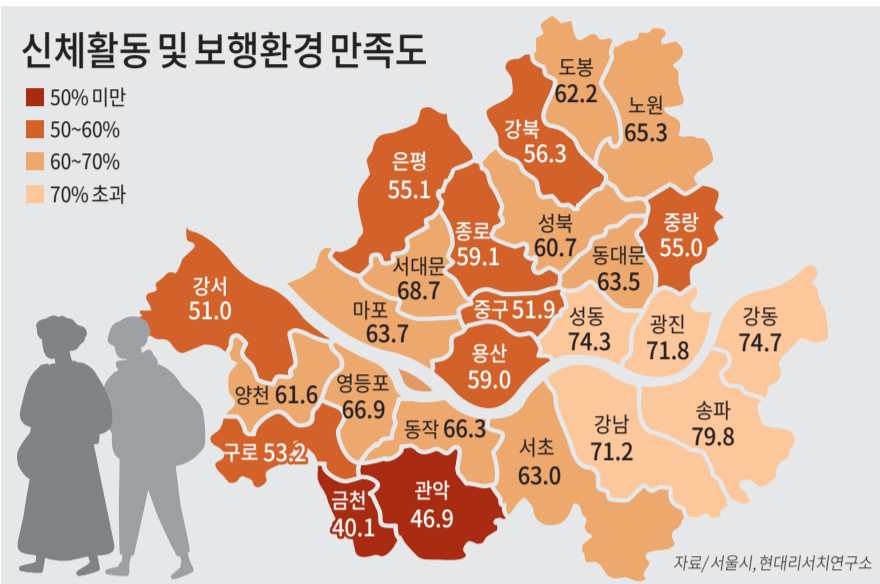 신체활동 및 보행환경 만족도
50% 미만
50~60%
60~70%
70% 초과
도봉
62.2
노원
65.3
강북
56.3
은평
55.1
종로
59.1
성북
60.7
중랑
55.0
동대문
63.5
서대문
68.7
강서
51.0
마포
63.7
중구 51.9
성동
74.3
광진
71.8
강동
74.7
용산
59.0
양천 61.6
영등포
66.9
동작 66.3
서초
63.0
강남
71.2
송파
79.8
구로 53.2
금천
40.1
관악
46.9
자료/ 서울시, 현대리서치연구소